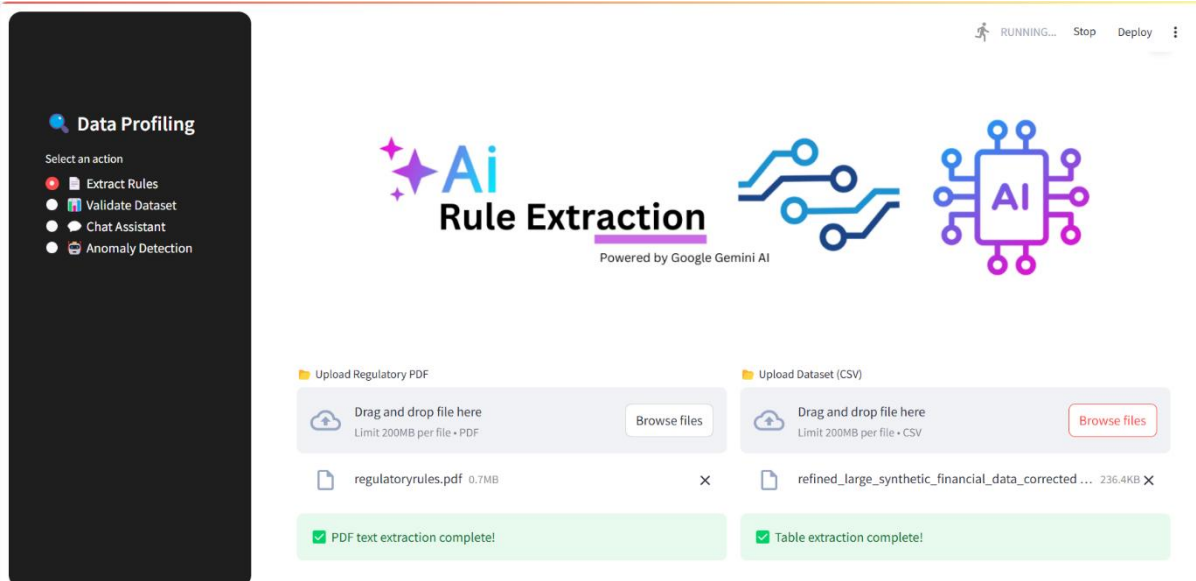 RUNNING...
Stop
Deploy
Data Profiling
Select an action
Extract Rules
Validate Dataset
Chat Assistant
Anomaly Detection
Ai
Rule Extraction
Powered by Google Gemini AI
AI
Upload Regulatory PDF
Drag and drop file here
Limit 200MB per file • PDF
Browse files
regulatoryrules.pdf 0.7MB
PDF text extraction complete!
Upload Dataset (CSV)
Drag and drop file here
Limit 200MB per file • CSV
Browse files
refined_large_synthetic_financial_data_corrected ... 236.4KB
Table extraction complete!